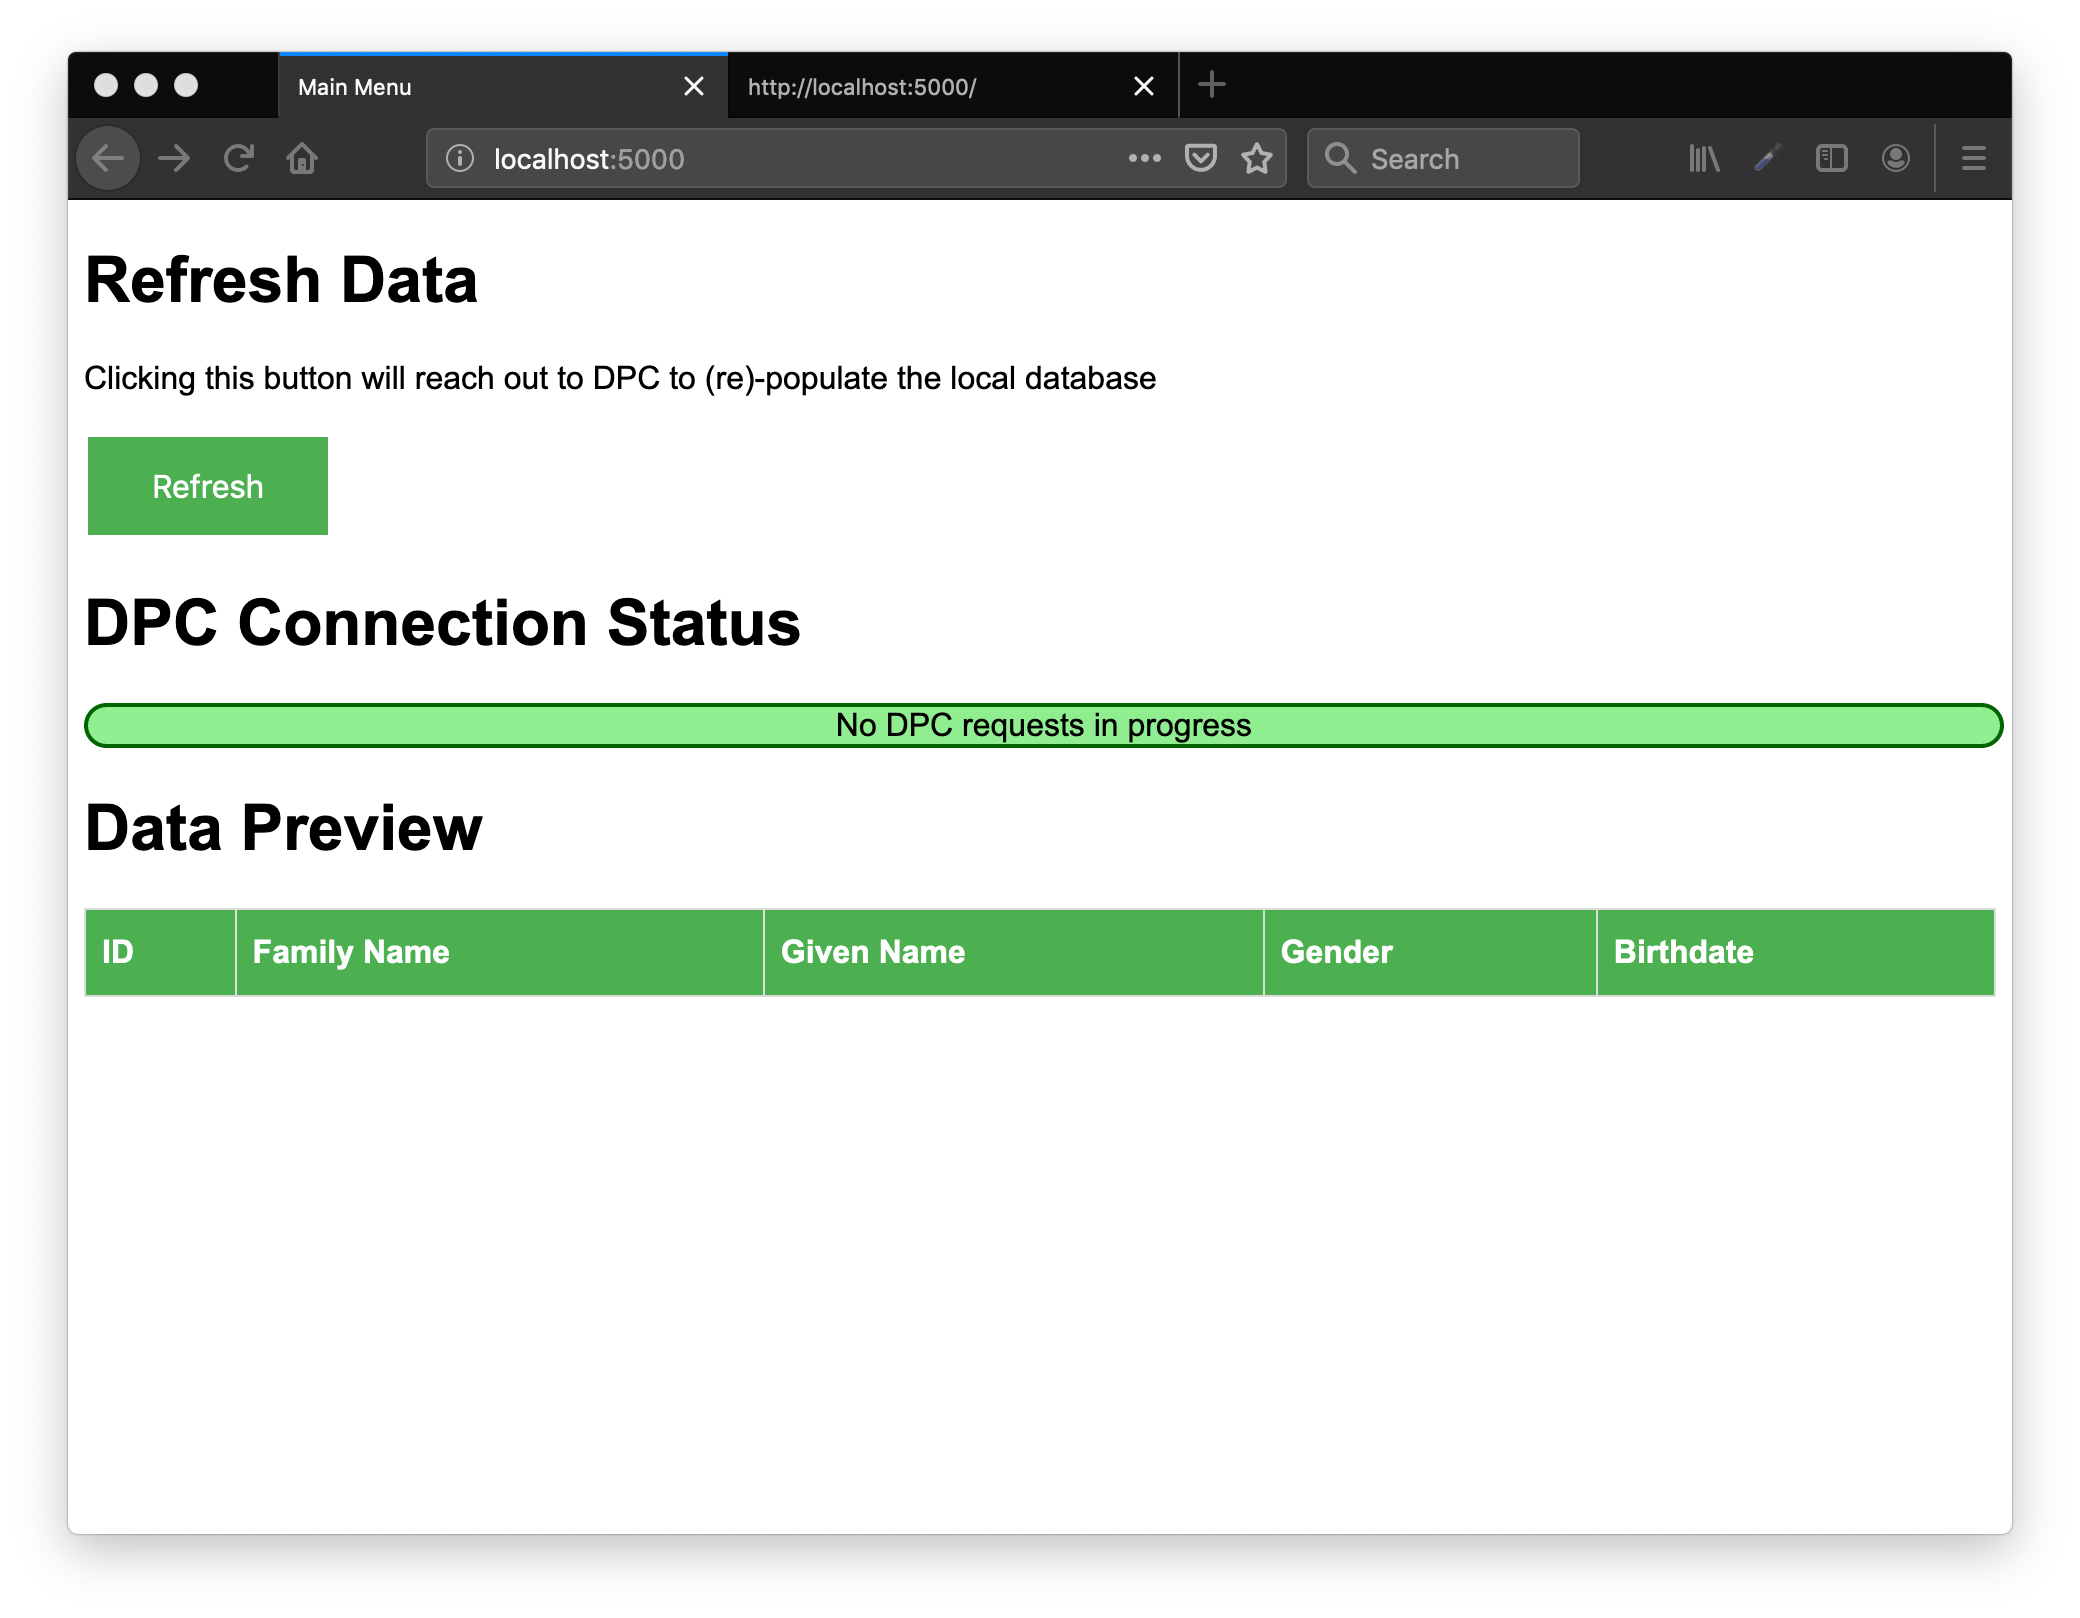 Main Menu
http://localhost:5000/
localhost:5000
Search
Refresh Data
Clicking this button will reach out to DPC to (re)-populate the local database
Refresh
DPC Connection Status
No DPC requests in progress
Data Preview
ID Family Name Given Name Gender Birthdate